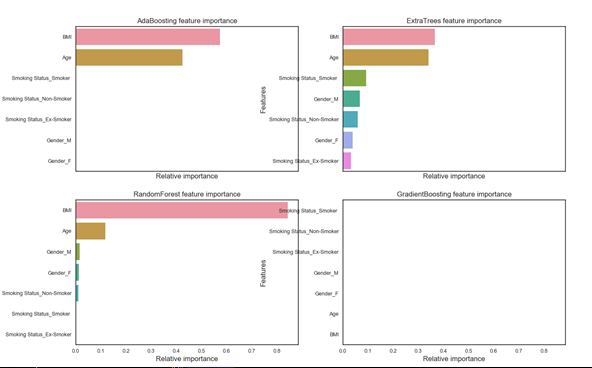 AdaBoosting feature importance
BMI
Age
Smoking Status_Smoker
Smoking Status_Non-Smoker
Smoking Status_Ex-Smoker
Gender_M
Gender_F
Relative importance
ExtraTrees feature importance
Features
BMI
Age
Smoking Status_Smoker
Gender_M
Smoking Status_Non-Smoker
Gender_F
Smoking Status_Ex-Smoker
Relative importance
RandomForest feature importance
BMI
Age
Gender_M
Gender_F
Smoking Status_Non-Smoker
Smoking Status_Smoker
Smoking Status_Ex-Smoker
0.0 0.1 0.2 0.3 0.4 0.5 0.6 0.7 0.8
Relative importance
GradientBoosting feature importance
Features
Smoking Status_Smoker
Smoking Status_Non-Smoker
Smoking Status_Ex-Smoker
Gender_M
Gender_F
Age
BMI
0.0 0.1 0.2 0.3 0.4 0.5 0.6 0.7 0.8
Relative importance